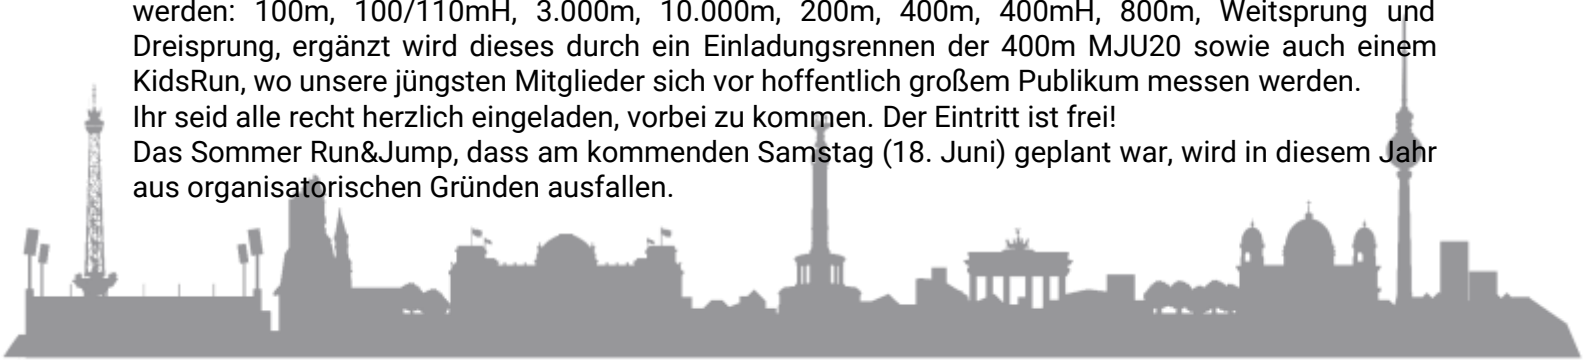 werden: 100m, 100/110mH, 3.000m, 10.000m, 200m, 400m, 400mH, 800m, Weitsprung und
Dreisprung, ergänzt wird dieses durch ein Einladungsrennen der 400m MJU20 sowie auch einem
KidsRun, wo unsere jüngsten Mitglieder sich vor hoffentlich großem Publikum messen werden.
Ihr seid alle recht herzlich eingeladen, vorbei zu kommen. Der Eintritt ist frei!
Das Sommer Run&Jump, dass am kommenden Samstag (18. Juni) geplant war, wird in diesem Jahr
aus organisatorischen Gründen ausfallen.